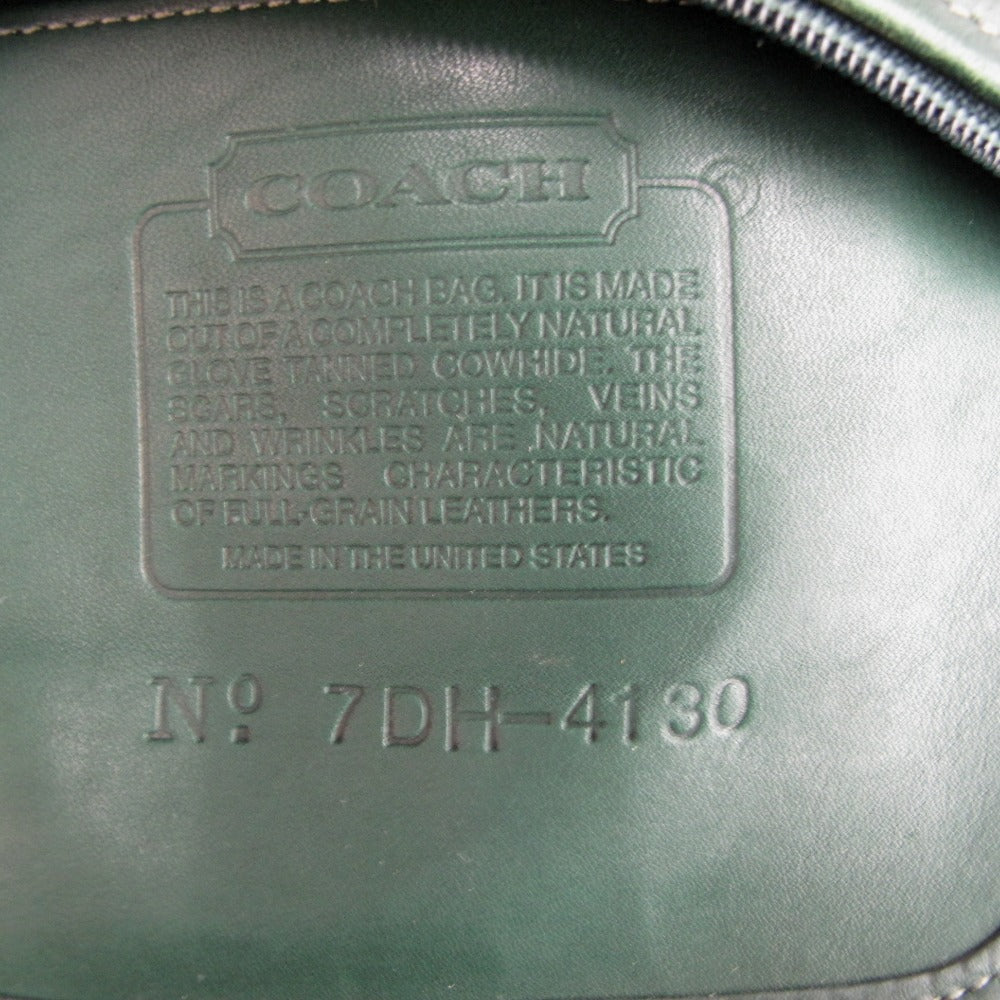 COACH ®
THIS IS A COACH BAG. IT IS MADE
OUT OF A COMPLETELY NATURAL
GLOVE TANNED COWHIDE. THE
SCARS, SCRATCHES, VEINS
AND WRINKLES ARE NATURAL
MARKINGS CHARACTERISTIC
OF FULL-GRAIN LEATHERS.
MADE IN THE UNITED STATES
Nº 7DH-4130